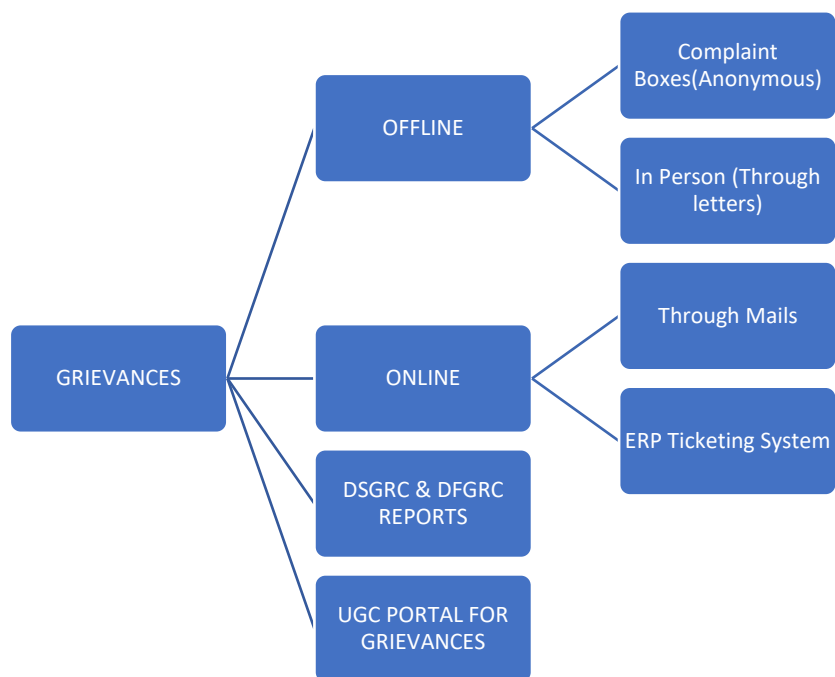 GRIEVANCES
OFFLINE
Complaint
Boxes(Anonymous)
In Person (Through
letters)
ONLINE
Through Mails
ERP Ticketing System
DSGRC & DFGRC
REPORTS
UGC PORTAL FOR
GRIEVANCES